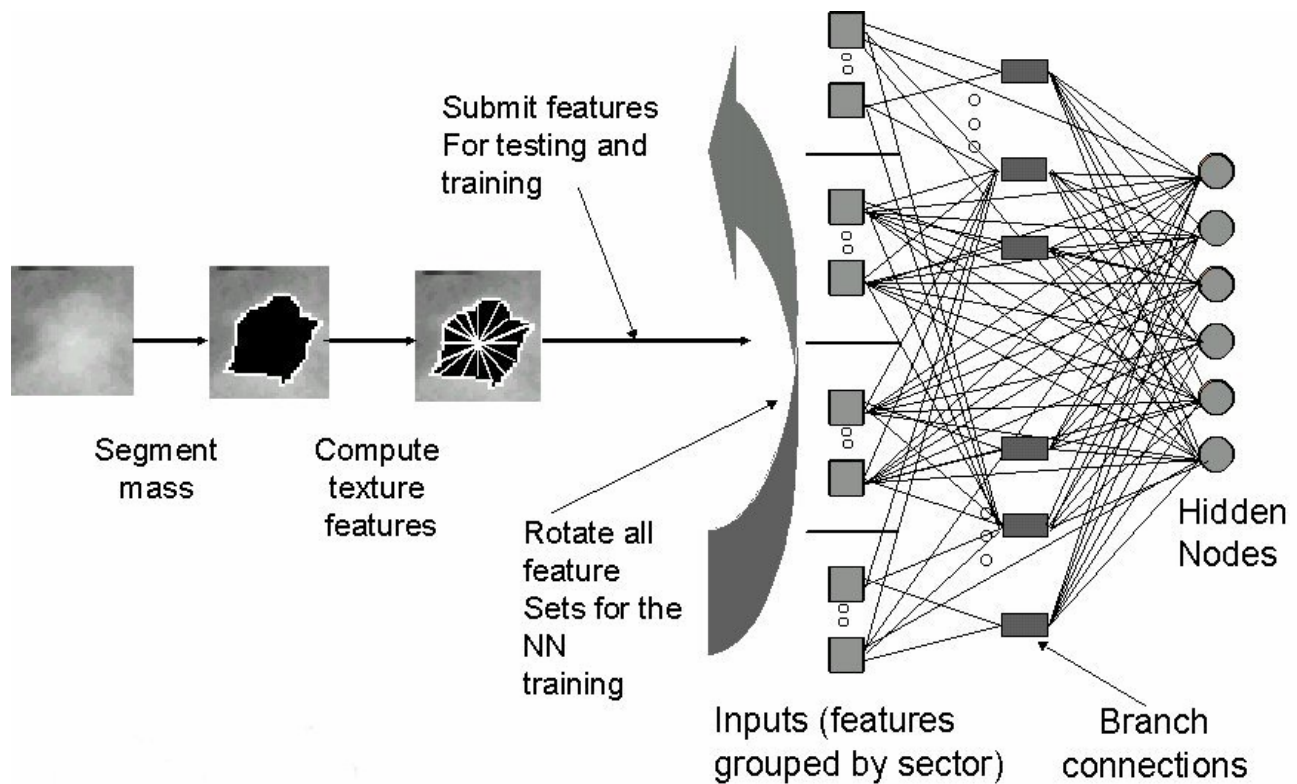 Submit features
For testing and
training
Segment
mass
Compute
texture
features
Rotate all
feature
Sets for the
NN
training
Hidden
Nodes
Inputs (features
grouped by sector)
Branch
connections